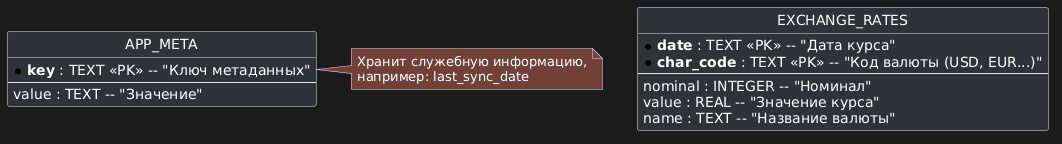 APP_META
key : TEXT «PK» -- "Ключ метаданных"
value : TEXT -- "Значение"
Хранит служебную информацию,
например: last_sync_date
EXCHANGE_RATES
date : TEXT «PK» -- "Дата курса"
char_code : TEXT «PK» -- "Код валюты (USD, EUR...)"
nominal : INTEGER -- "Номинал"
value : REAL -- "Значение курса"
name : TEXT -- "Название валюты"